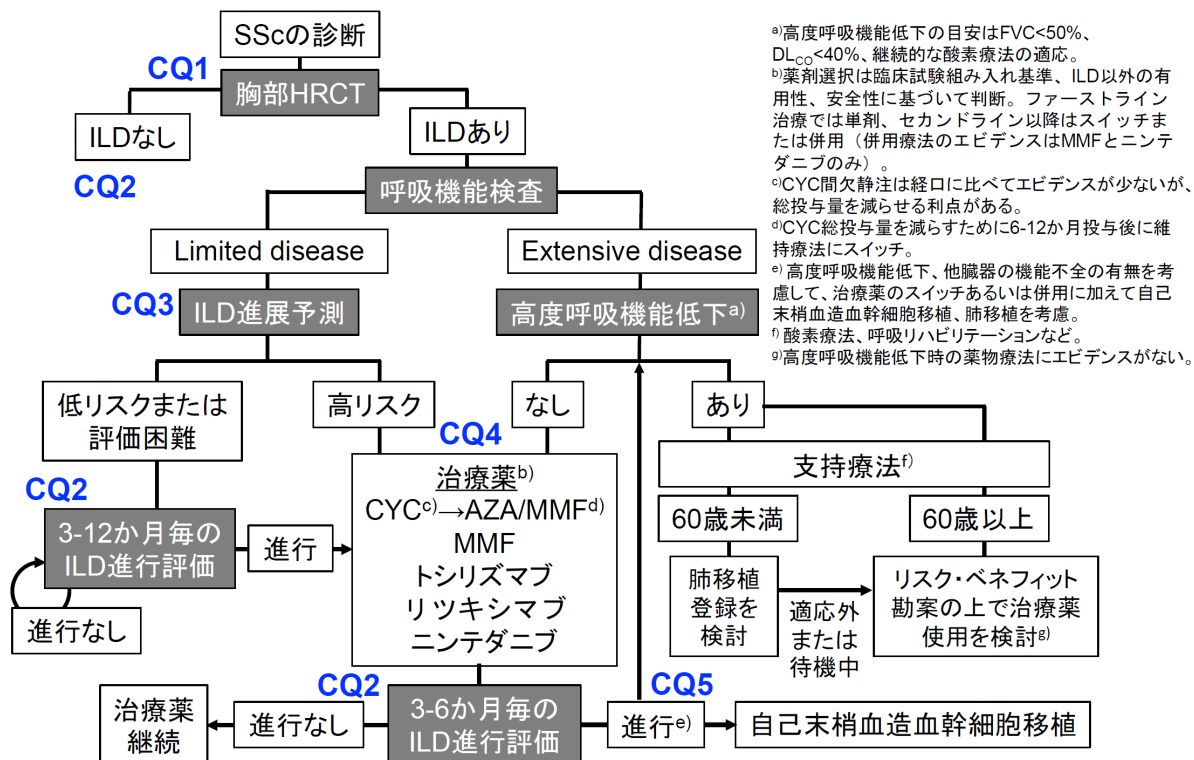 SScの診断
CQ1
胸部HRCT
ILDなし
ILDあり
CQ2
呼吸機能検査
Limited disease
Extensive disease
CQ3
ILD進展予測
高度呼吸機能低下a)
低リスクまたは
評価困難
高リスク
なし
あり
CQ4
CQ2
3-12か月毎の
ILD進行評価
進行
進行なし
治療薬b)
CYCc)→AZA/MMFd)
MMF
トシリズマブ
リツキシマブ
ニンテダニブ
支持療法f)
60歳未満
60歳以上
肺移植
登録を
検討
適応外
または
待機中
リスク・ベネフィット
勘案の上で治療薬
使用を検討g)
CQ2
CQ5
治療薬
継続
進行なし
3-6か月毎の
ILD進行評価
進行e)
自己末梢血造血幹細胞移植
a)高度呼吸機能低下の目安はFVC<50%、
DLCO<40%、継続的な酸素療法の適応。
b)薬剤選択は臨床試験組み入れ基準、ILD以外の有
用性、安全性に基づいて判断。ファーストライン
治療では単剤、セカンドライン以降はスイッチま
たは併用（併用療法のエビデンスはMMFとニンテ
ダニブのみ）。
c)CYC間欠静注は経口に比べてエビデンスが少ないが、
総投与量を減らせる利点がある。
d)CYC総投与量を減らすために6-12か月投与後に維
持療法にスイッチ。
e) 高度呼吸機能低下、他臓器の機能不全の有無を考
慮して、治療薬のスイッチあるいは併用に加えて自己
末梢血造血幹細胞移植、肺移植を考慮。
f) 酸素療法、呼吸リハビリテーションなど。
g)高度呼吸機能低下時の薬物療法にエビデンスがない。